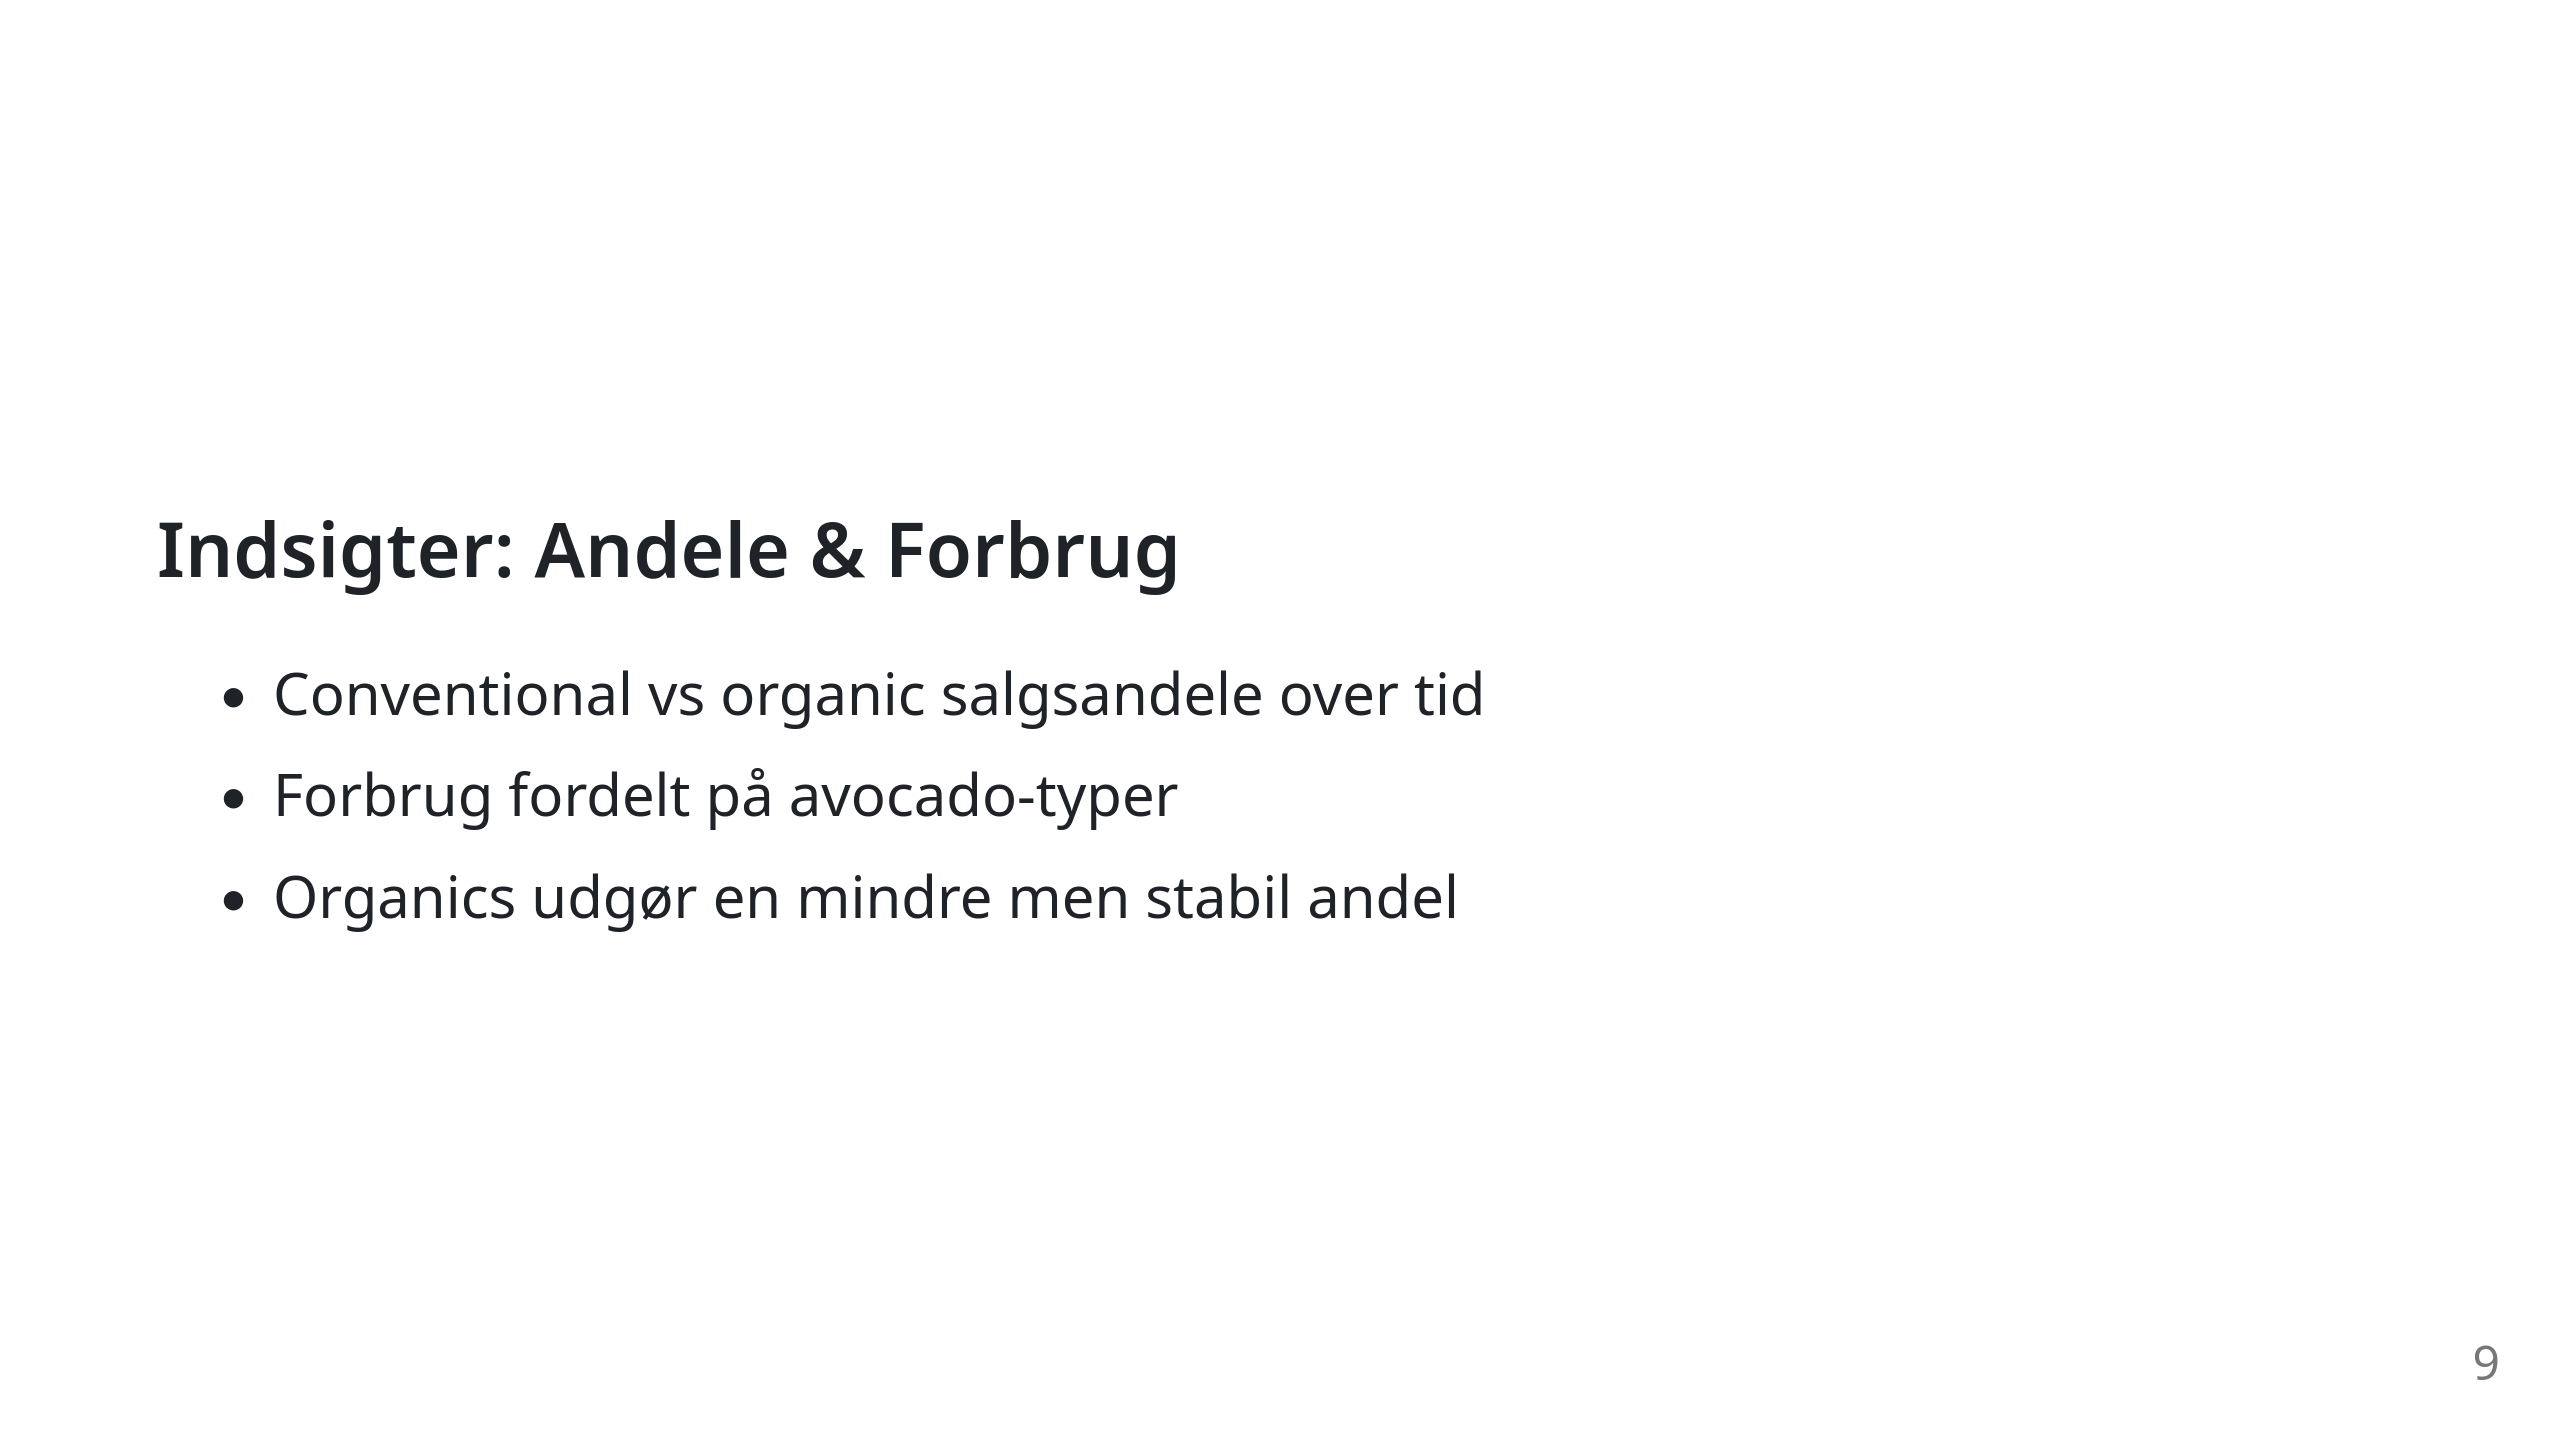 Indsigter: Andele & Forbrug
• Conventional vs organic salgsandele over tid
• Forbrug fordelt på avocado-typer
• Organics udgør en mindre men stabil andel
9